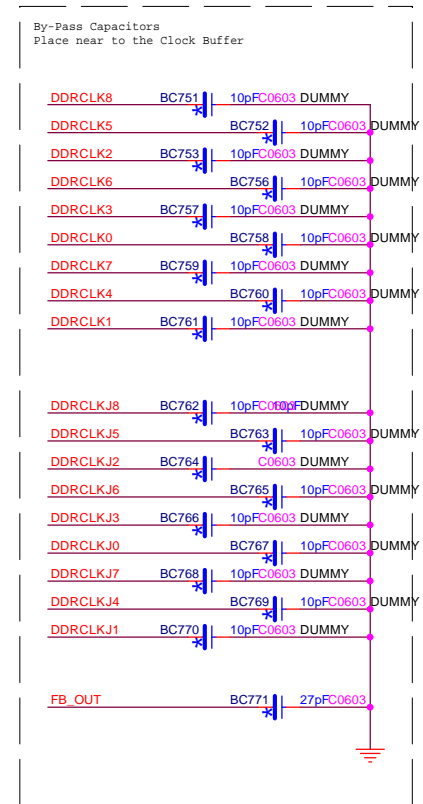 By-Pass Capacitors
Place near to the Clock Buffer
DDRCLK8 BC751 10pF C0603 DUMMY
DDRCLK5 BC752 10pF C0603 DUMMY
DDRCLK2 BC753 10pF C0603 DUMMY
DDRCLK6 BC756 10pF C0603 DUMMY
DDRCLK3 BC757 10pF C0603 DUMMY
DDRCLK0 BC758 10pF C0603 DUMMY
DDRCLK7 BC759 10pF C0603 DUMMY
DDRCLK4 BC760 10pF C0603 DUMMY
DDRCLK1 BC761 10pF C0603 DUMMY
DDRCLKJ8 BC762 10pF C0603 10pF DUMMY
DDRCLKJ5 BC763 10pF C0603 DUMMY
DDRCLKJ2 BC764 C0603 DUMMY
DDRCLKJ6 BC765 10pF C0603 DUMMY
DDRCLKJ3 BC766 10pF C0603 DUMMY
DDRCLKJ0 BC767 10pF C0603 DUMMY
DDRCLKJ7 BC768 10pF C0603 DUMMY
DDRCLKJ4 BC769 10pF C0603 DUMMY
DDRCLKJ1 BC770 10pF C0603 DUMMY
FB_OUT BC771 27pF C0603